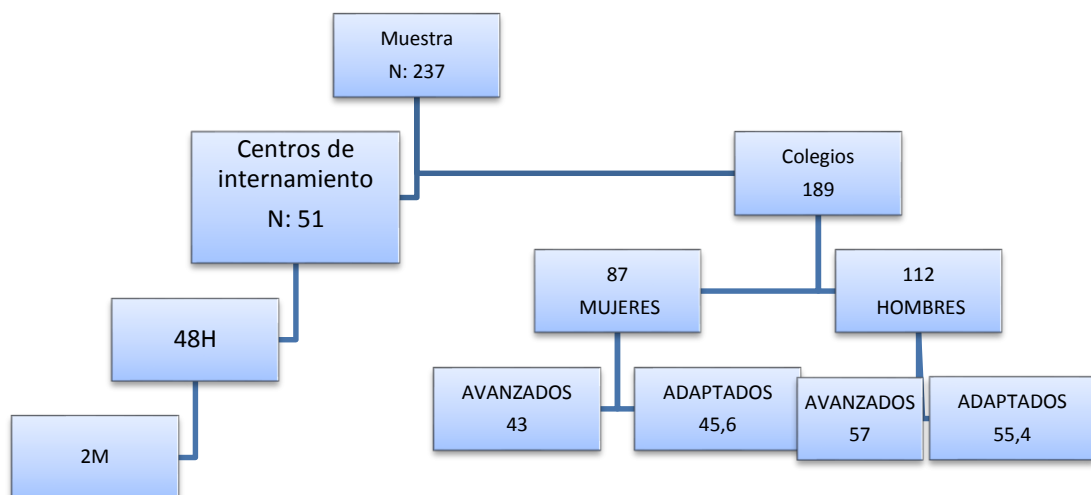 Muestra
N: 237
Centros de
internamiento
N: 51
Colegios
189
87
MUJERES
112
HOMBRES
48H
AVANZADOS
43
ADAPTADOS
45,6
AVANZADOS
57
ADAPTADOS
55,4
2M